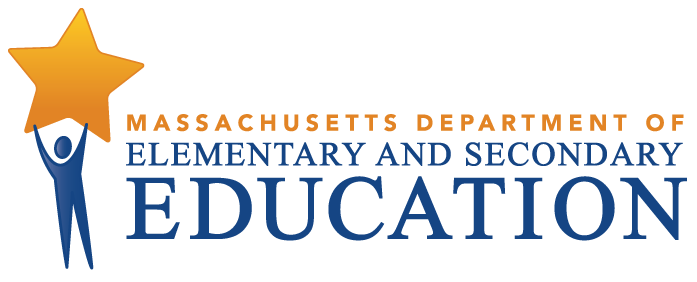 MASSACHUSETTS DEPARTMENT OF
ELEMENTARY AND SECONDARY
EDUCATION